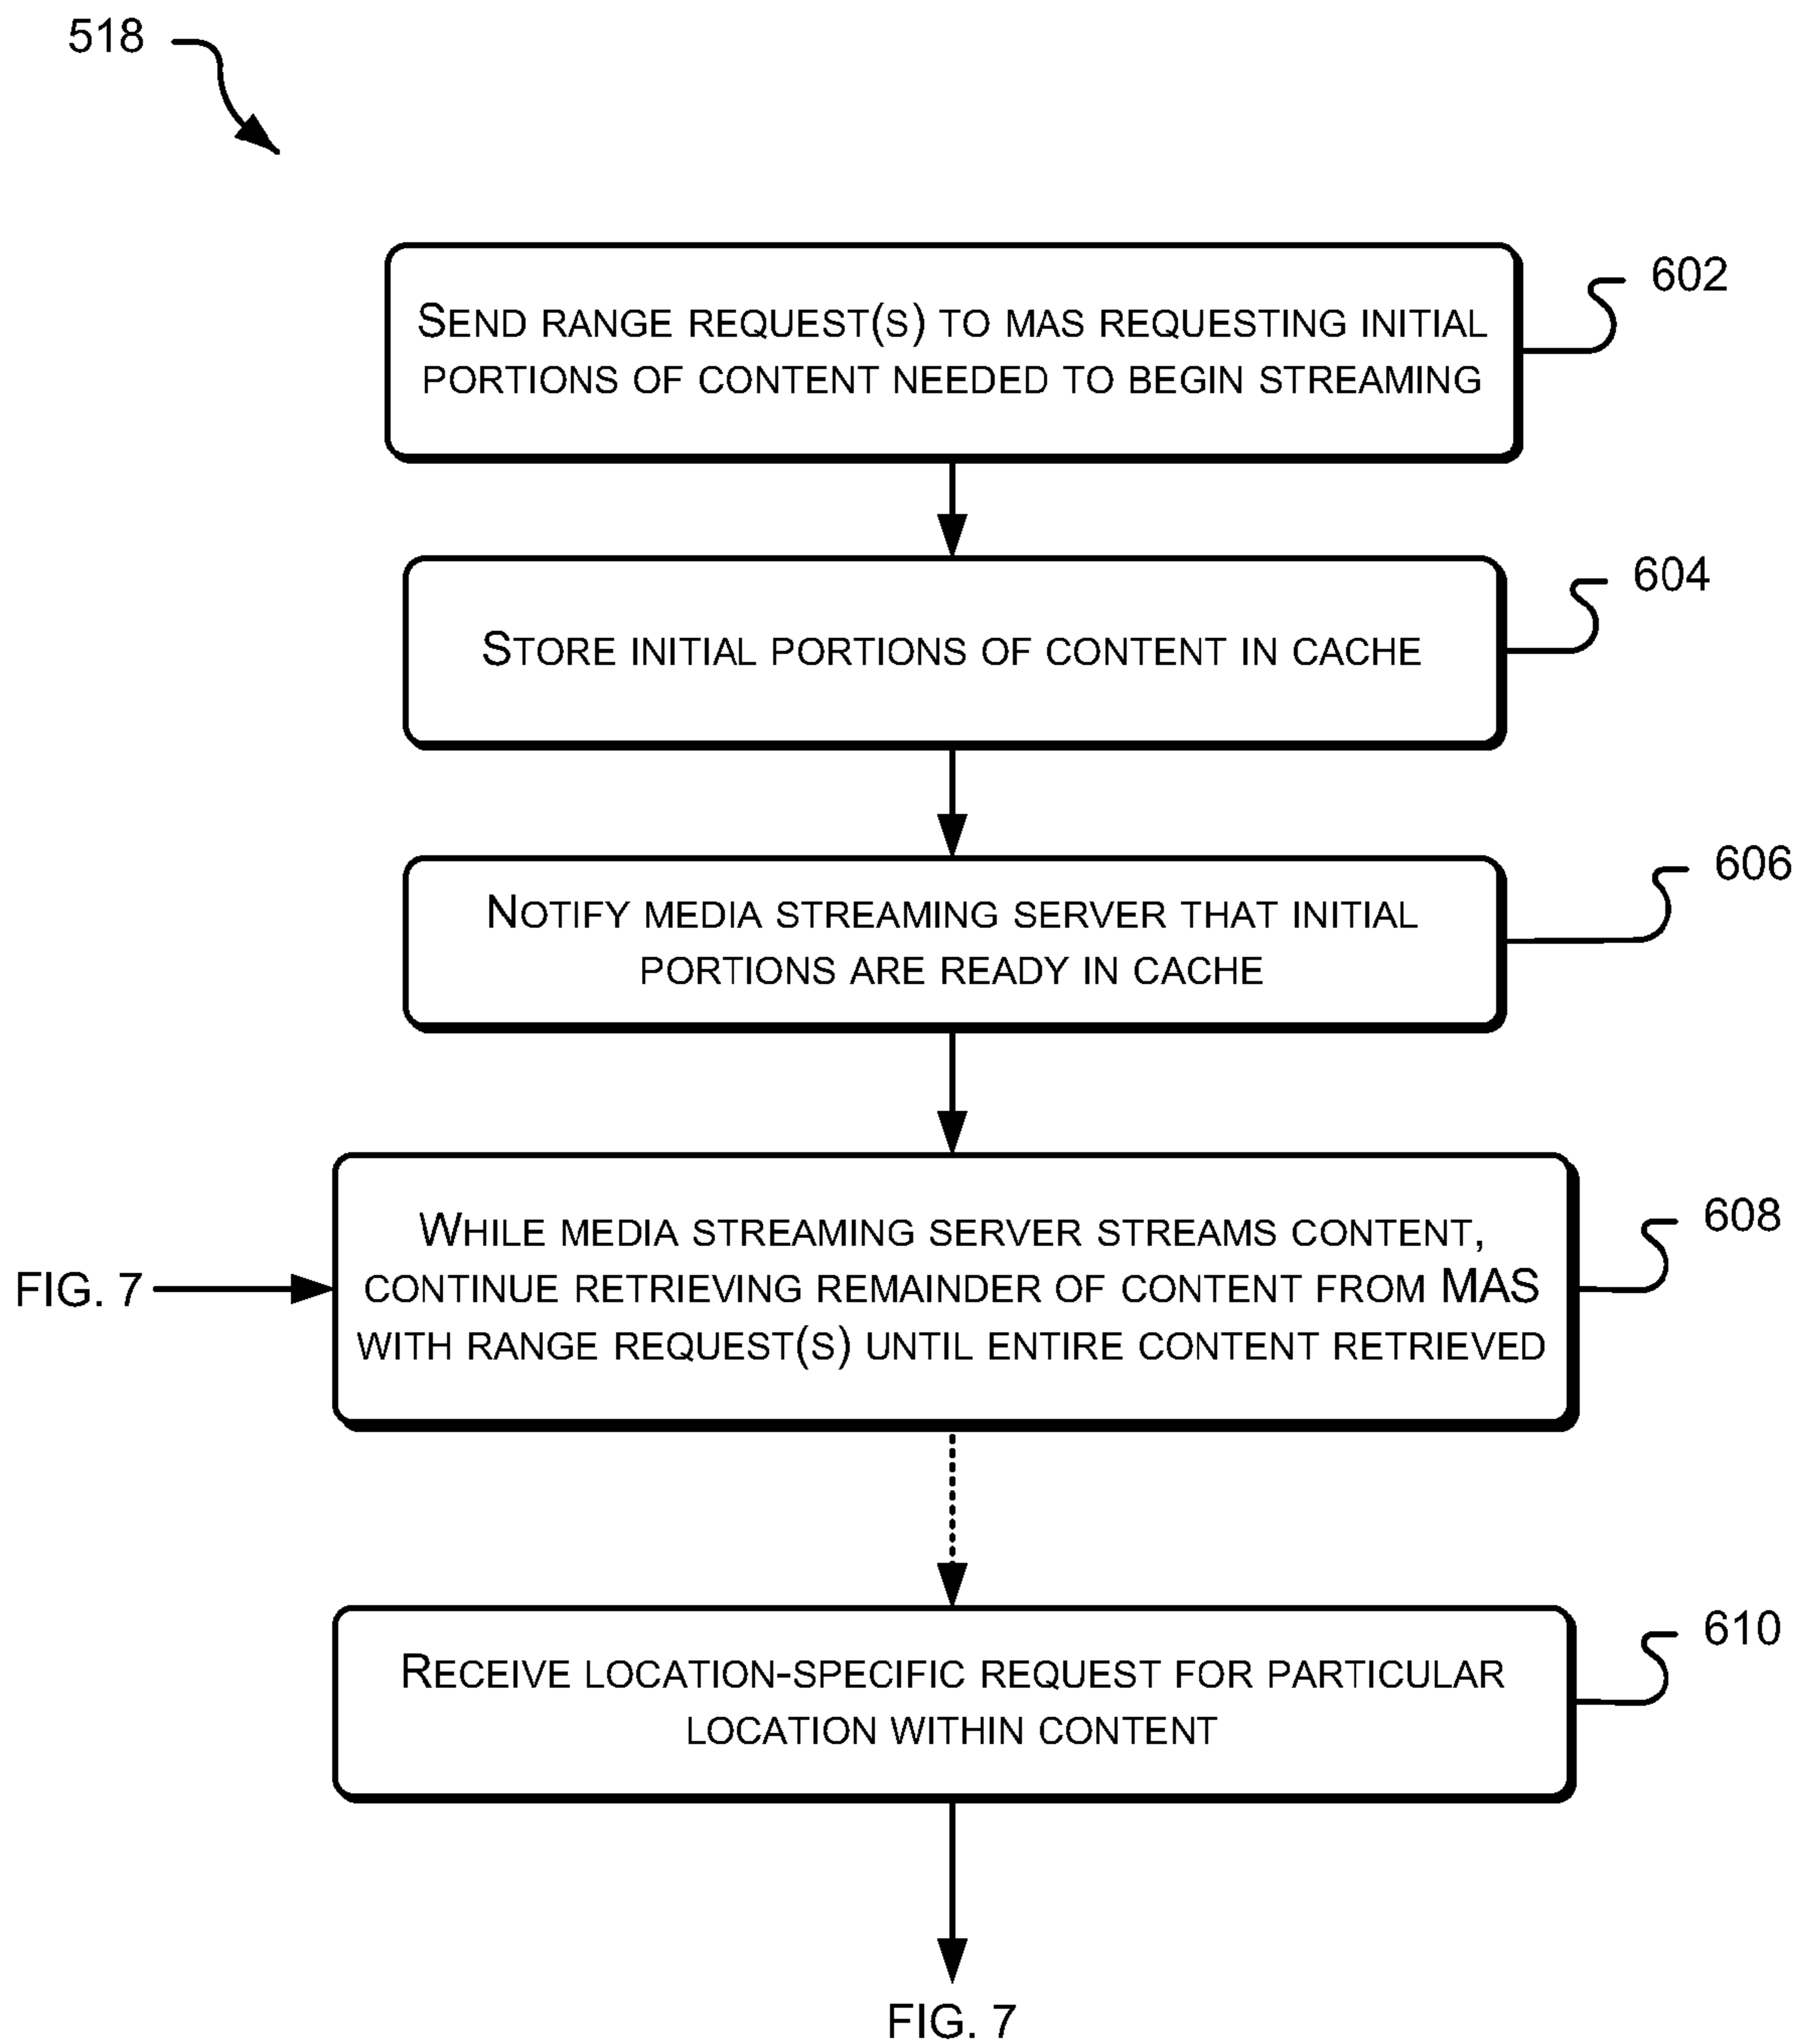 518
602
SEND RANGE REQUEST(S) TO MAS REQUESTING INITIAL
PORTIONS OF CONTENT NEEDED TO BEGIN STREAMING
604
STORE INITIAL PORTIONS OF CONTENT IN CACHE
606
NOTIFY MEDIA STREAMING SERVER THAT INITIAL
PORTIONS ARE READY IN CACHE
608
WHILE MEDIA STREAMING SERVER STREAMS CONTENT,
CONTINUE RETRIEVING REMAINDER OF CONTENT FROM MAS
WITH RANGE REQUEST(S) UNTIL ENTIRE CONTENT RETRIEVED
FIG. 7
610
RECEIVE LOCATION-SPECIFIC REQUEST FOR PARTICULAR
LOCATION WITHIN CONTENT
FIG. 7